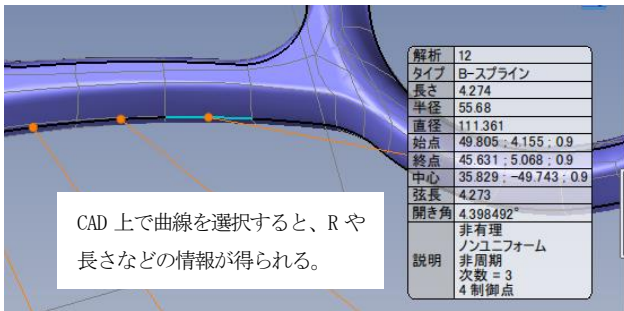 解析 12
タイプ B-スプライン
長さ 4.274
半径 55.68
直径 111.361
始点 49.805 ; 4.155 ; 0.9
終点 45.631 ; 5.068 ; 0.9
中心 35.829 ; -49.743 ; 0.9
弦長 4.273
開き角 4.398492°
説明 非有理
ノンユニフォーム
非周期
次数 = 3
4 制御点
CAD 上で曲線を選択すると、R や
長さなどの情報が得られる。